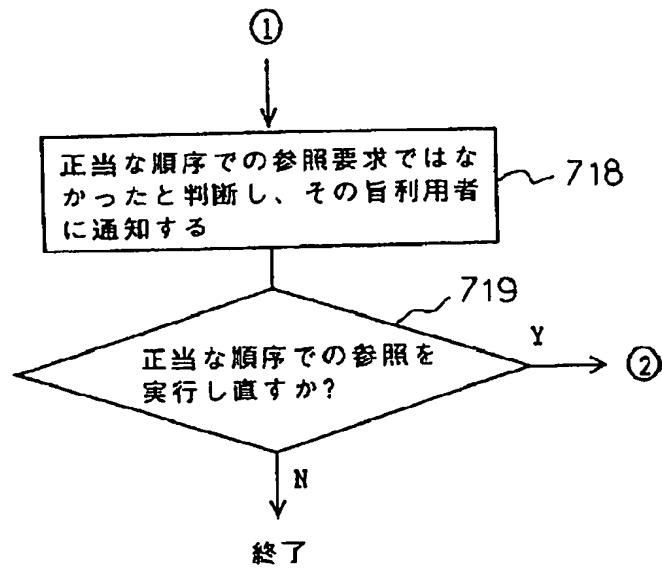 ①
正当な順序での参照要求ではな
かったと判断し、その旨利用者
に通知する
718
719
正当な順序での参照を
実行し直すか?
Y
②
N
終了